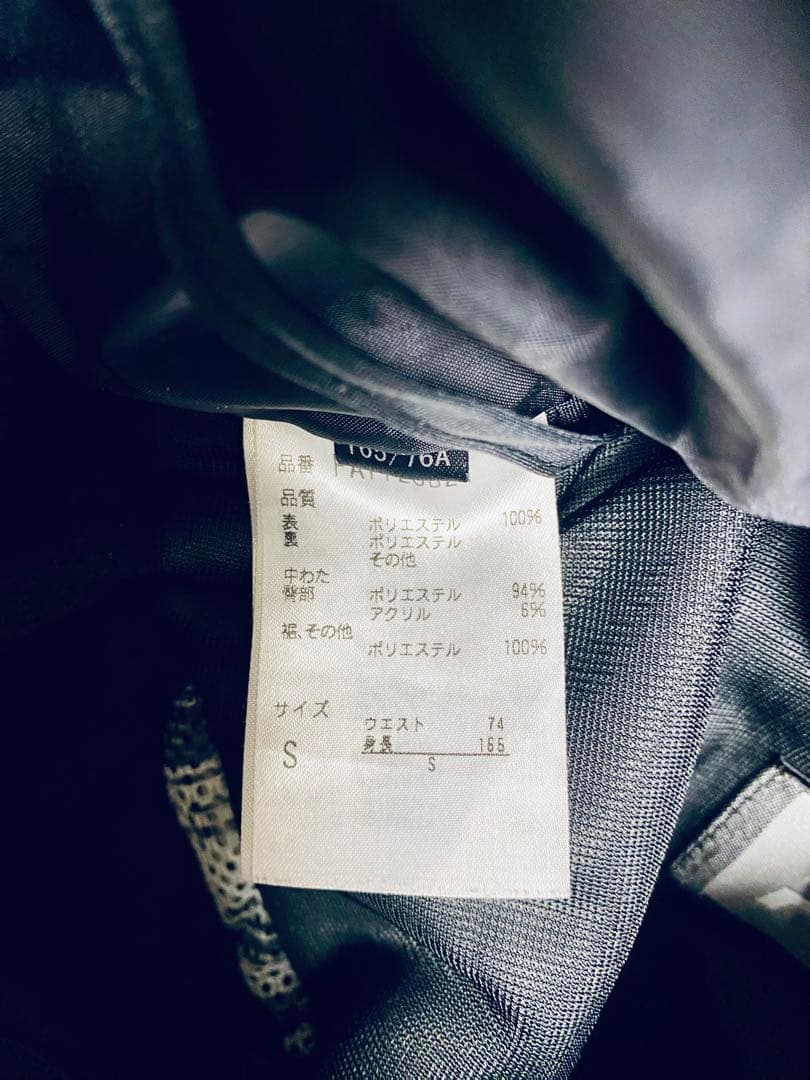 165/76A
品番
品質
表 ポリエステル 100%
裏 ポリエステル
その他
中わた
臀部 ポリエステル 94%
アクリル 6%
裾、その他
ポリエステル 100%
サイズ
ウエスト 74
身長 165
S
S